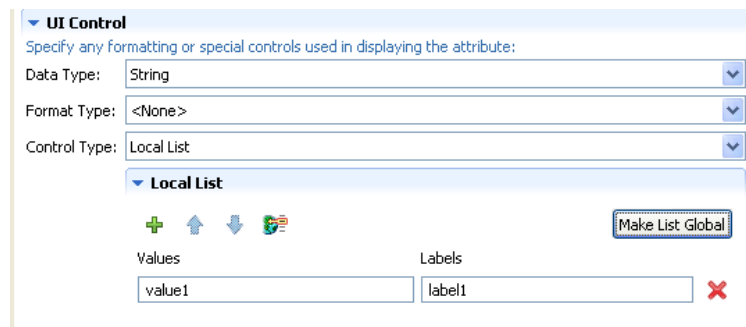 UI Control
Specify any formatting or special controls used in displaying the attribute:
Data Type: String
Format Type: <None>
Control Type: Local List
Local List
Make List Global
Values Labels
value1 label1